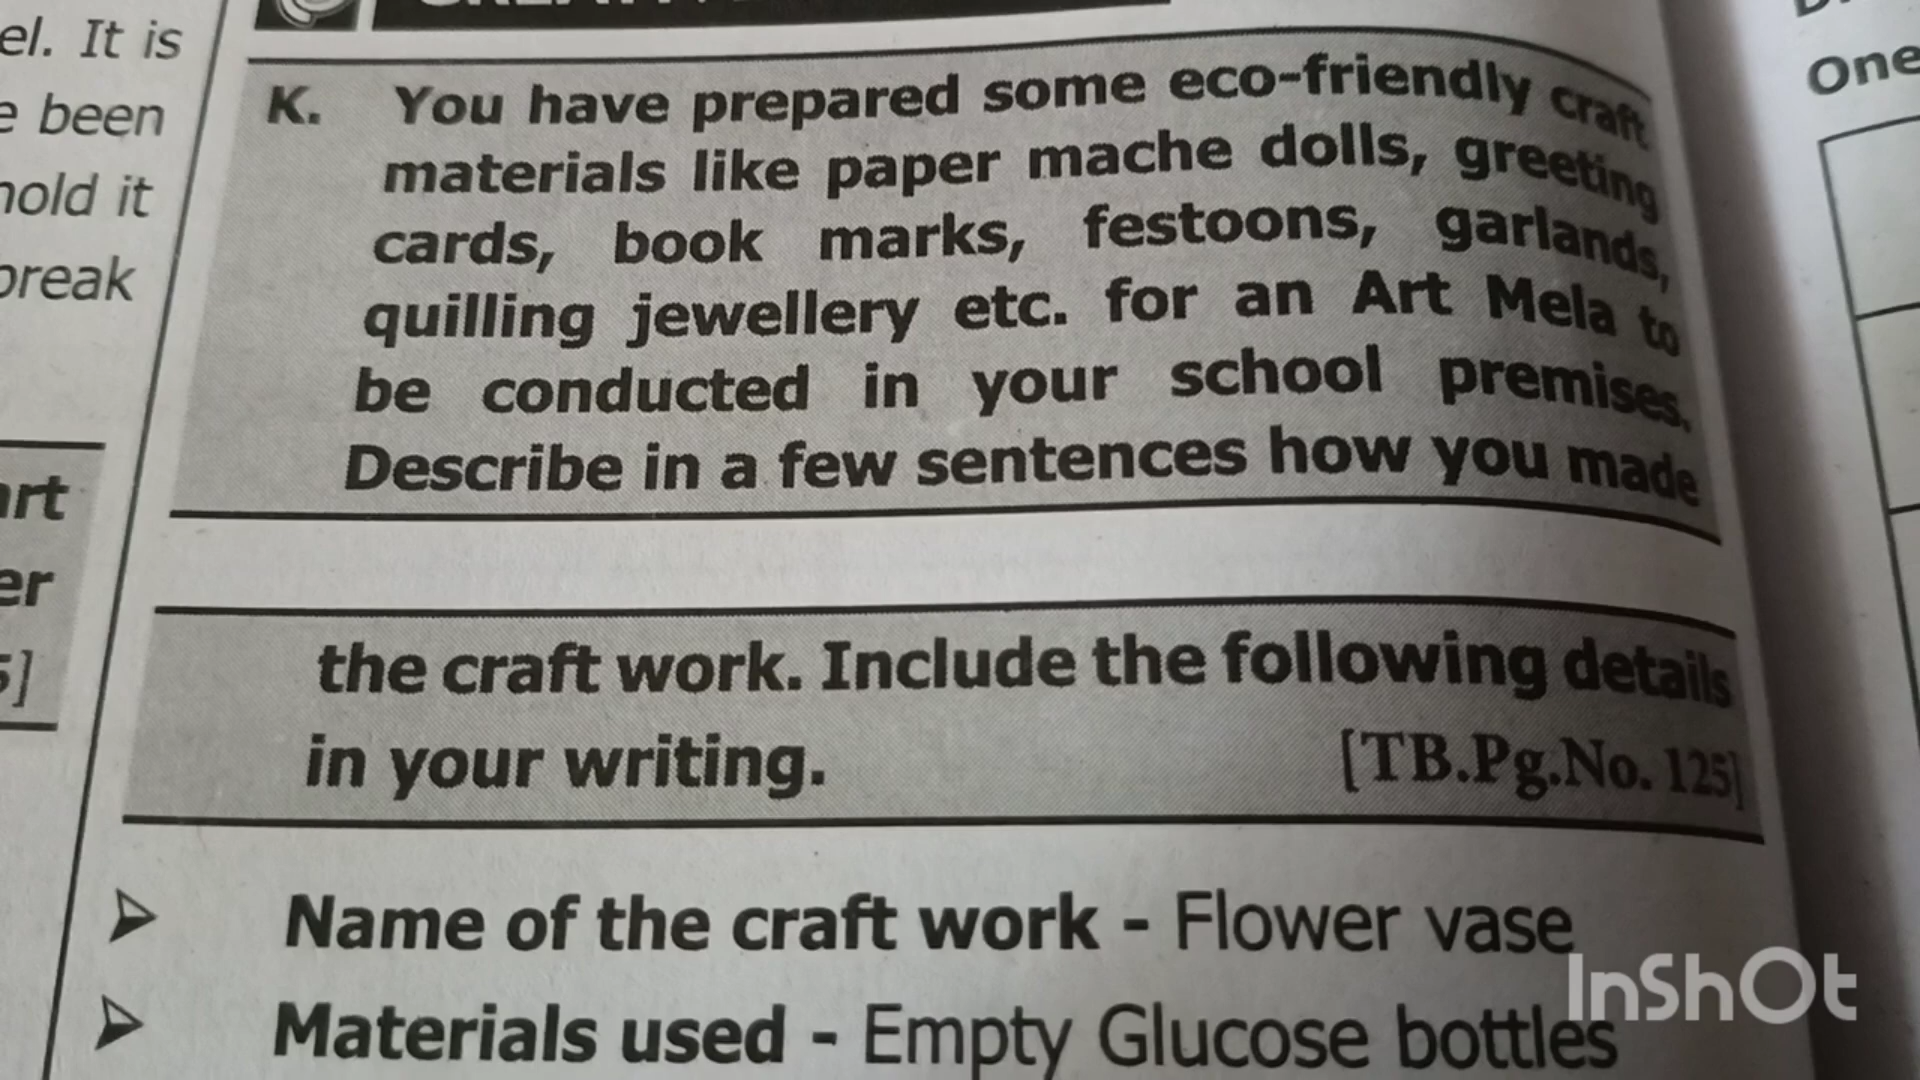 el. It is
been
hold it
break
K. You have prepared some eco-friendly craft
materials like paper mache dolls, greeting
cards, book marks, festoons, garlands,
quilling jewellery etc. for an Art Mela to
be conducted in your school premises.
Describe in a few sentences how you made
the craft work. Include the following details
in your writing. [TB.Pg.No. 125]
➢ Name of the craft work - Flower vase
➢ Materials used - Empty Glucose bottles
One
InShOt